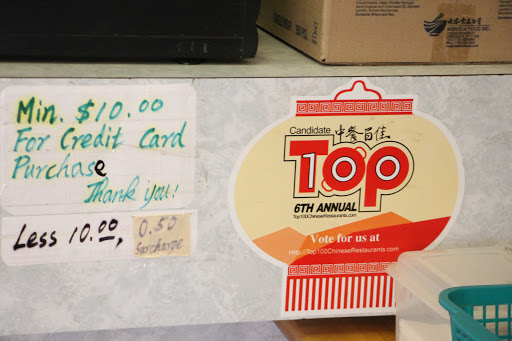 Min. $10.00
For Credit Card
Purchase
Thank you!
Less 10.00,
0.50
Surcharge
Candidate 中餐百佳
Top
100
6TH ANNUAL
Top100ChineseRestaurants.com
Vote for us at
http://Top100ChineseRestaurants.com